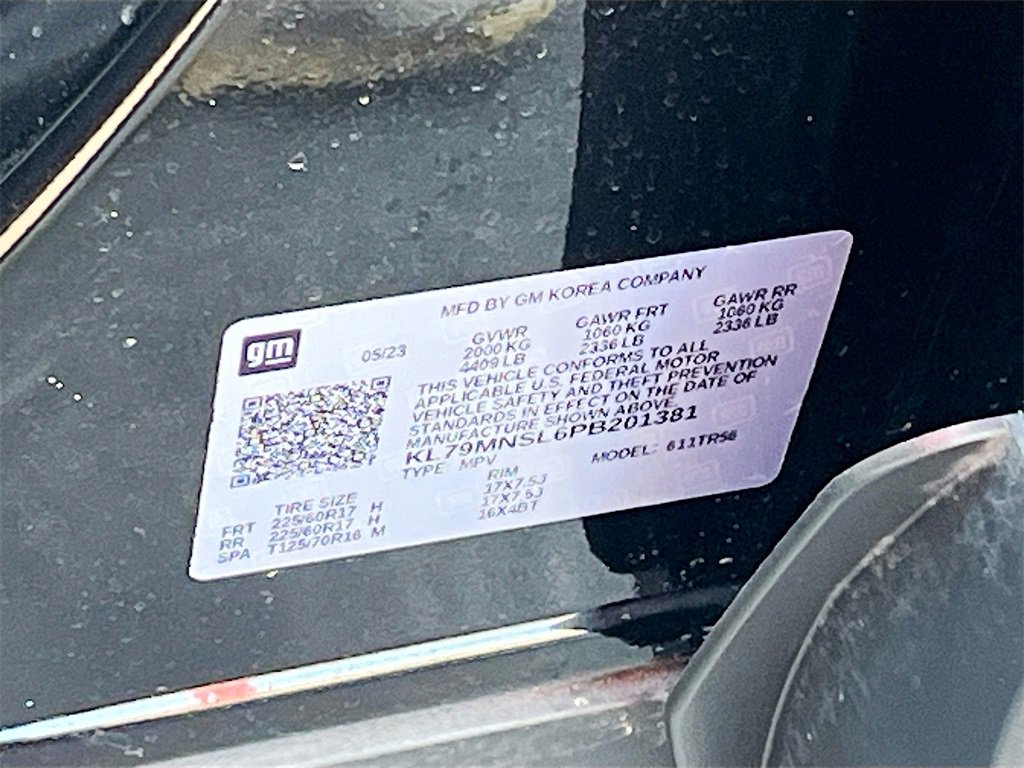 MFD BY GM KOREA COMPANY
gm
05/23
GVWR
2000 KG
4409 LB
GAWR FRT
1060 KG
2336 LB
GAWR RR
1060 KG
2336 LB
THIS VEHICLE CONFORMS TO ALL
APPLICABLE U.S. FEDERAL MOTOR
VEHICLE SAFETY AND THEFT PREVENTION
STANDARDS IN EFFECT ON THE DATE OF
MANUFACTURE SHOWN ABOVE.
KL79MNSL6PB201381
TYPE: MPV
MODEL: 611TR56
TIRE SIZE RIM
FRT 225/60R17 H 17X7.5J
RR 225/60R17 H 17X7.5J
SPA T125/70R16 M 16X4BT